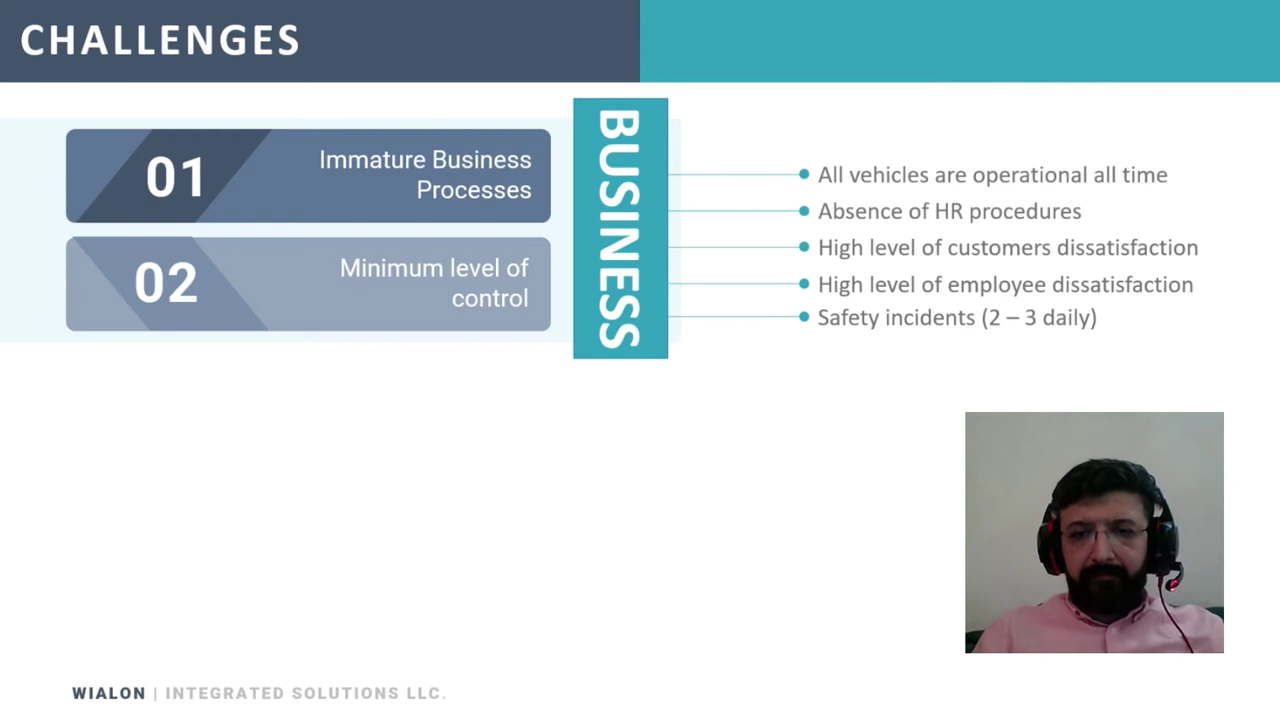 CHALLENGES
01
Immature Business
Processes
02
Minimum level of
control
BUSINESS
All vehicles are operational all time
Absence of HR procedures
High level of customers dissatisfaction
High level of employee dissatisfaction
Safety incidents (2 – 3 daily)
WIALON | INTEGRATED SOLUTIONS LLC.